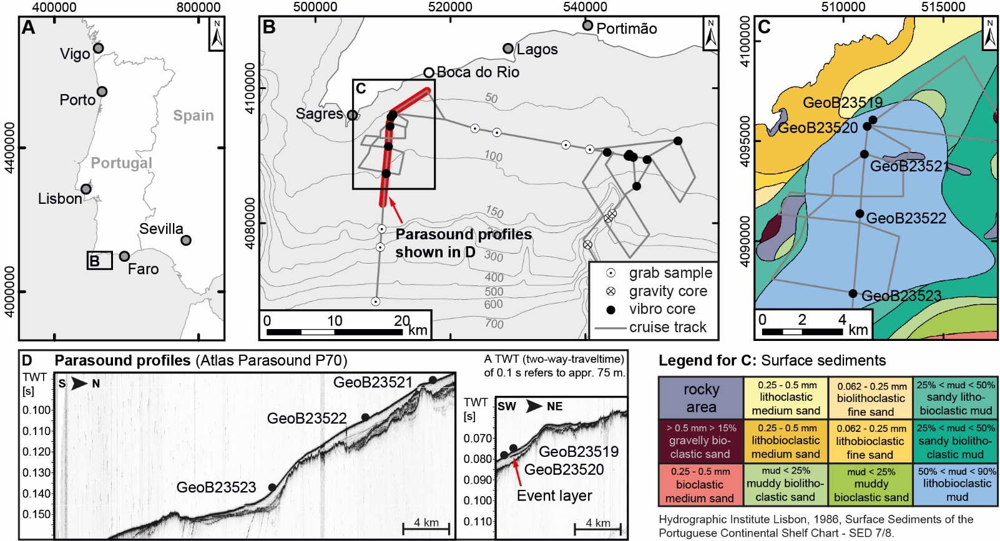 400000
800000
4400000
4000000
A
N
Vigo
Porto
Spain
Portugal
Lisbon
Sevilla
B
Faro
500000
520000
540000
4100000
4080000
B
N
Portimão
Lagos
Boca do Rio
C
Sagres
50
100
150
Parasound profiles
shown in D
300
400
500
600
700
grab sample
gravity core
vibro core
cruise track
0 10 20
km
510000
515000
4100000
4095000
4090000
C
N
GeoB23519
GeoB23520
GeoB23521
GeoB23522
GeoB23523
0 2 4
km
D Parasound profiles (Atlas Parasound P70)
A TWT (two-way-traveltime)
of 0.1 s refers to appr. 75 m.
TWT
[s]
S N
0.100
0.110
0.120
0.130
0.140
0.150
GeoB23521
GeoB23522
GeoB23523
4 km
TWT
[s]
SW NE
0.070
0.080
0.090
0.100
0.110
GeoB23519
GeoB23520
Event layer
4 km
Legend for C: Surface sediments
rocky
area
0.25 - 0.5 mm
lithoclastic
medium sand
0.062 - 0.25 mm
biolithoclastic
fine sand
25% < mud < 50%
sandy litho-
bioclastic mud
> 0.5 mm > 15%
gravelly bio-
clastic sand
0.25 - 0.5 mm
lithobioclastic
medium sand
0.062 - 0.25 mm
lithobioclastic
fine sand
25% < mud < 50%
sandy biolitho-
clastic mud
0.25 - 0.5 mm
bioclastic
medium sand
mud < 25%
muddy biolitho-
clastic sand
mud < 25%
muddy
bioclastic sand
50% < mud < 90%
lithobioclastic
mud
Hydrographic Institute Lisbon, 1986, Surface Sediments of the
Portuguese Continental Shelf Chart - SED 7/8.